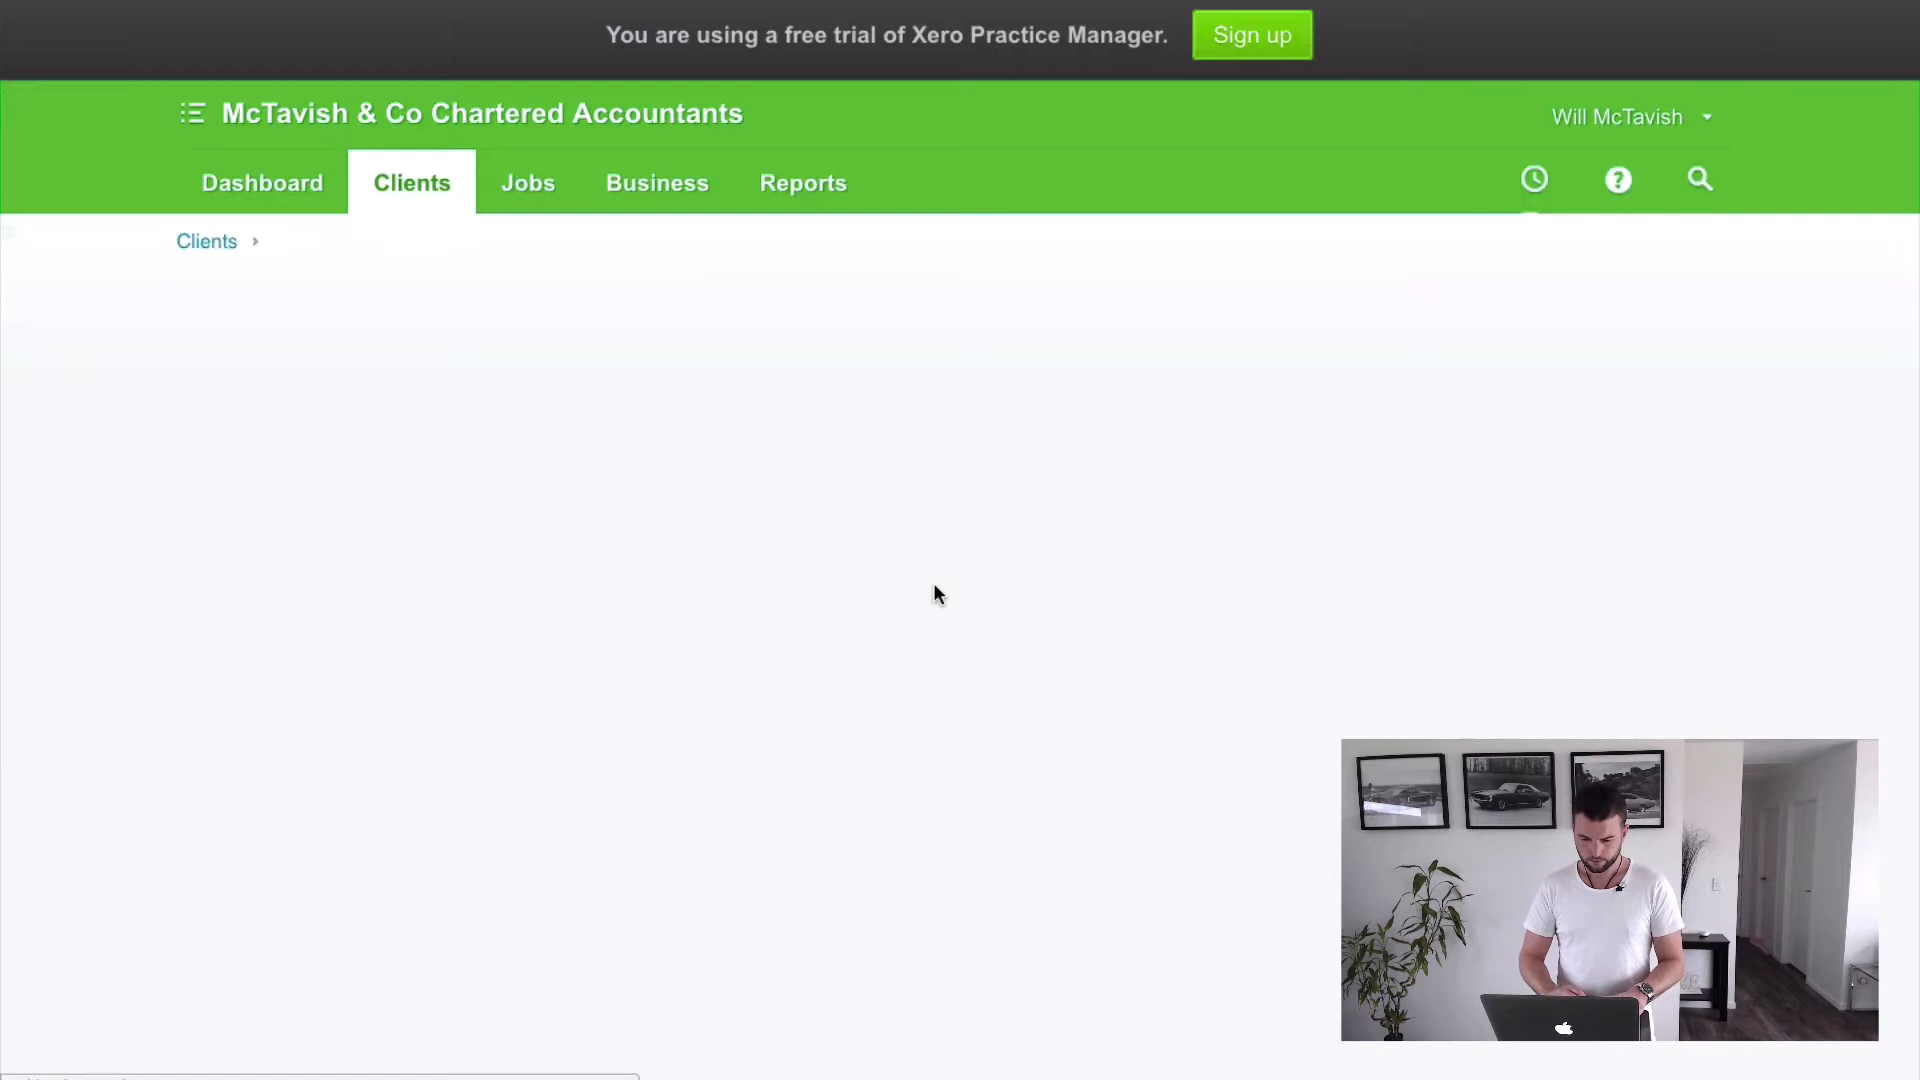 You are using a free trial of Xero Practice Manager.
Sign up
McTavish & Co Chartered Accountants
Will McTavish
Dashboard
Clients
Jobs
Business
Reports
?
Clients